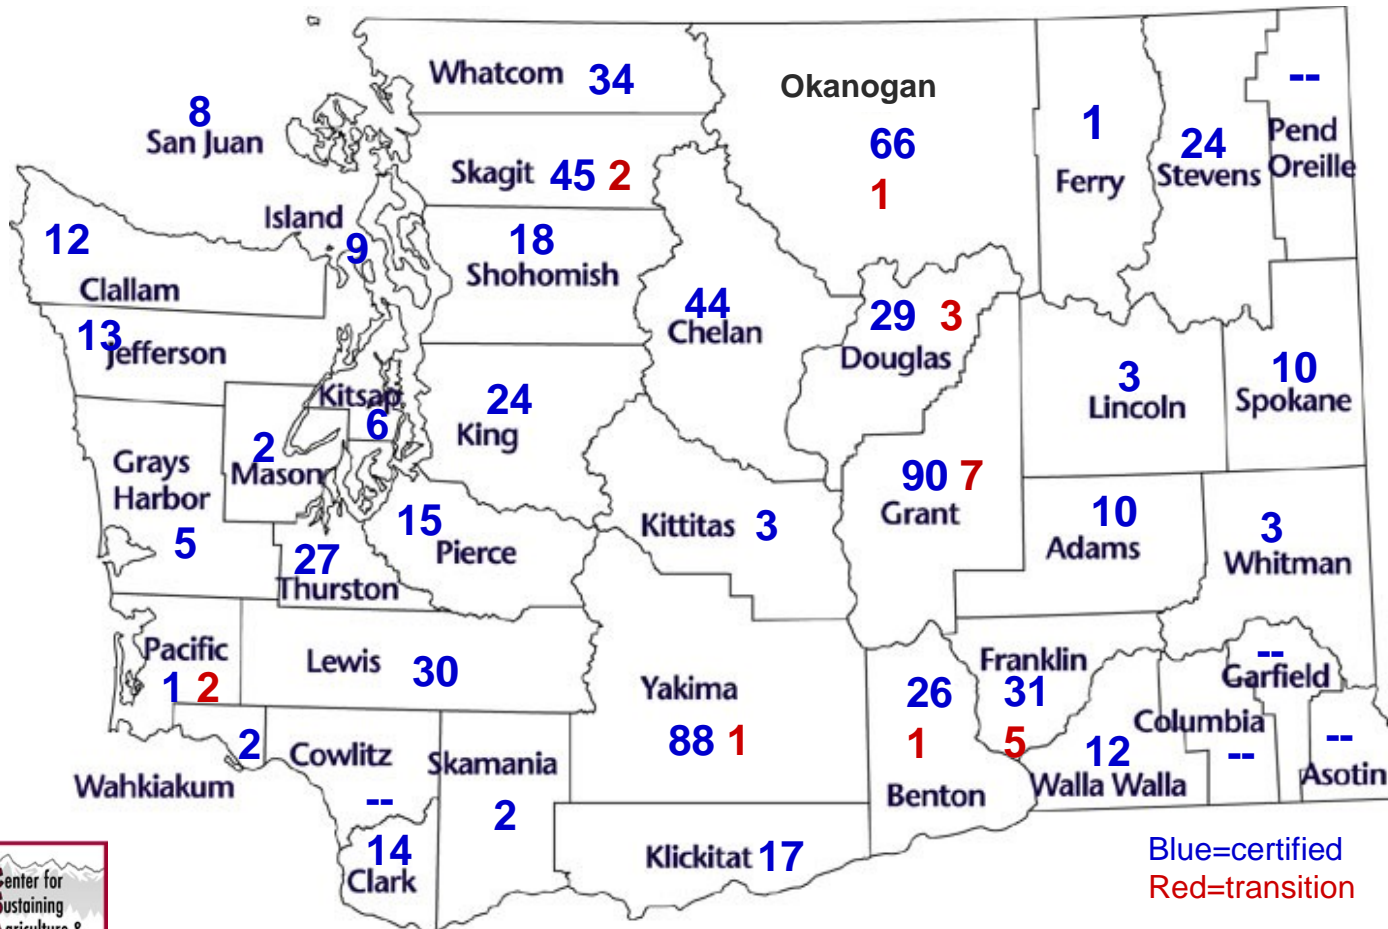 Whatcom 34
Okanogan
66
1
1
Ferry
24
Stevens
--
Pend
Oreille
8
San Juan
Skagit 45 2
Island
9
12
Clallam
18
Shohomish
44
Chelan
29 3
Douglas
13
Jefferson
Kitsap
6
24
King
3
Lincoln
10
Spokane
2
Mason
Grays
Harbor
5
90 7
Grant
15
Pierce
Kittitas 3
10
Adams
3
Whitman
27
Thurston
Pacific
1 2
Lewis 30
Yakima
88 1
26
1
Benton
Franklin
31
5
--
Garfield
Columbia
--
--
Asotin
12
Walla Walla
2
Wahkiakum
Cowlitz
--
Skamania
2
14
Clark
Klickitat 17
Blue=certified
Red=transition
Center for
Sustaining
Agriculture &